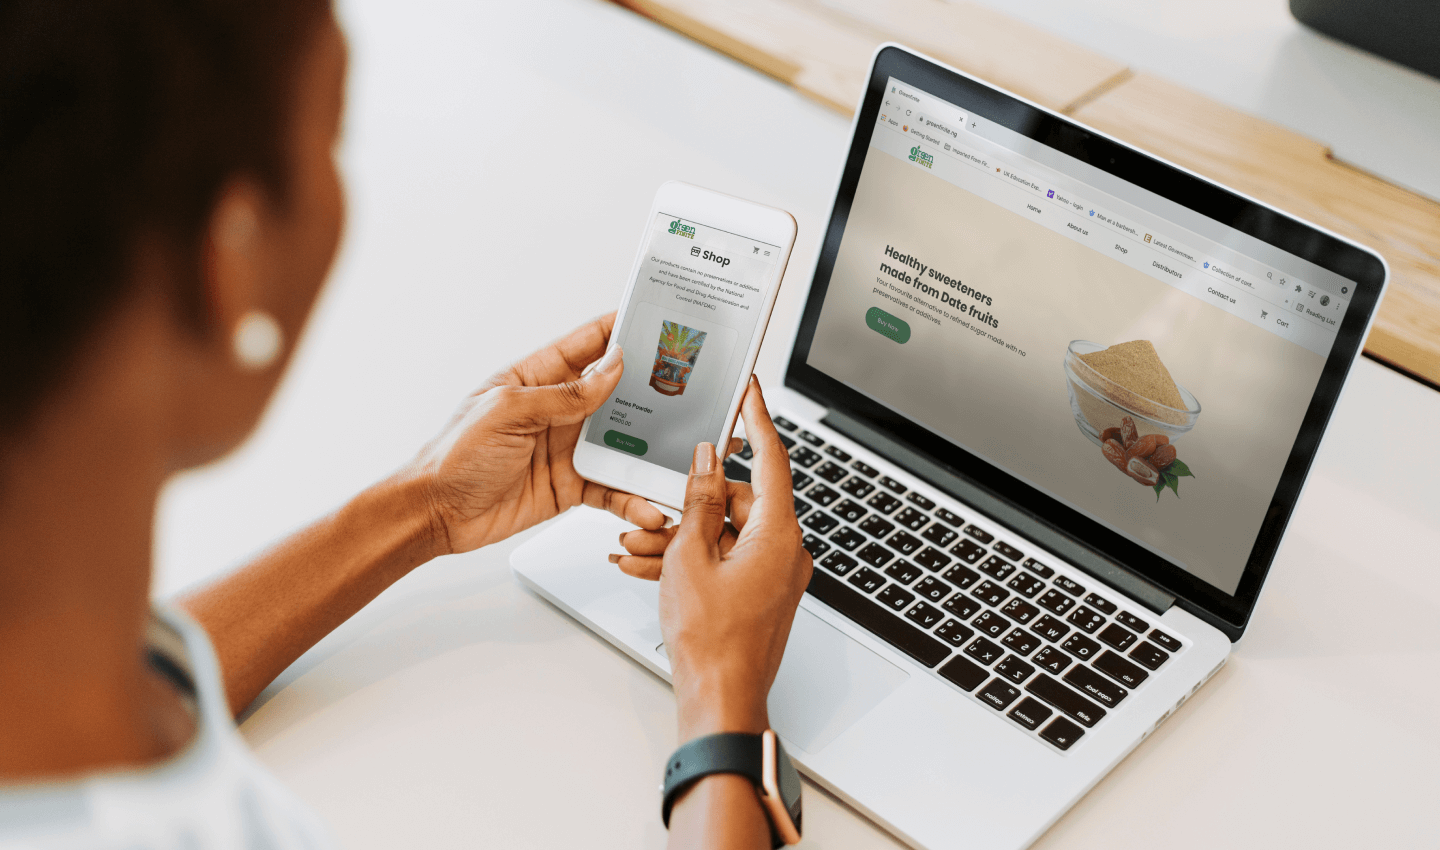 green
FINITE
Shop
Our products contain no preservatives or additives
and have been certified by the National
Agency for Food and Drug Administration and
Control (NAFDAC)
Dates Powder
(200g)
Buy Now
Greenfinite
greenfinite.ng
Apps
Getting Started
Imported From Fir...
UX Education Exp...
Yahoo - login
Man at a barbersh...
Latest Governmen...
Collection of cont...
Reading List
green
FINITE
Home
About us
Shop
Distributors
Contact us
Cart
Healthy sweeteners
made from Date fruits
Your favourite alternative to refined sugar made with no
preservatives or additives.
Buy Now